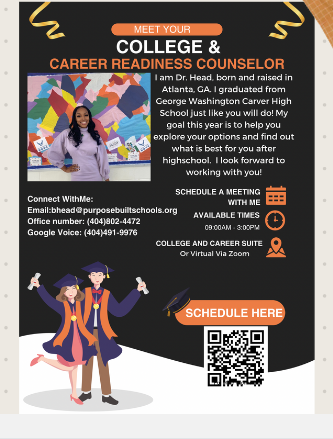 MEET YOUR
COLLEGE &
CAREER READINESS COUNSELOR
I am Dr. Head, born and raised in
Atlanta, GA. I graduated from
George Washington Carver High
School just like you will do! My
goal this year is to help you
explore your options and find out
what is best for you after
highschool. I look forward to
working with you!
Connect WithMe:
Email:bhead@purposebuiltschools.org
Office number: (404)802-4472
Google Voice: (404)491-9976
SCHEDULE A MEETING
WITH ME
AVAILABLE TIMES
09:00AM - 3:00PM
COLLEGE AND CAREER SUITE
Or Virtual Via Zoom
SCHEDULE HERE